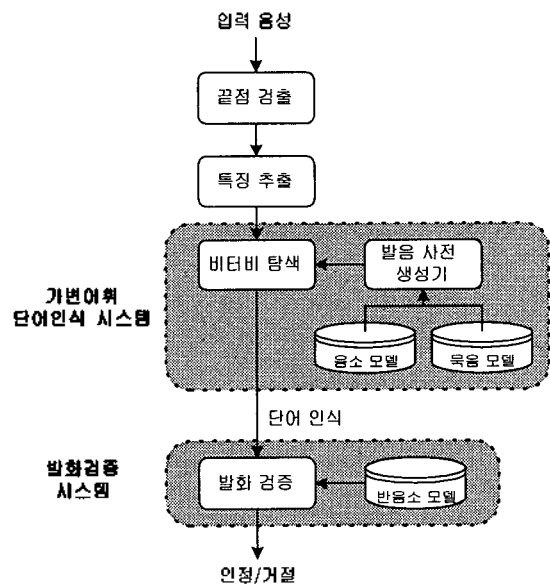 입력 음성
끝점 검출
특징 추출
비터비 탐색
발음 사전
생성기
가변어휘
단어인식 시스템
음소 모델
묵음 모델
단어 인식
발화검증
시스템
발화 검증
반음소 모델
인정/거절